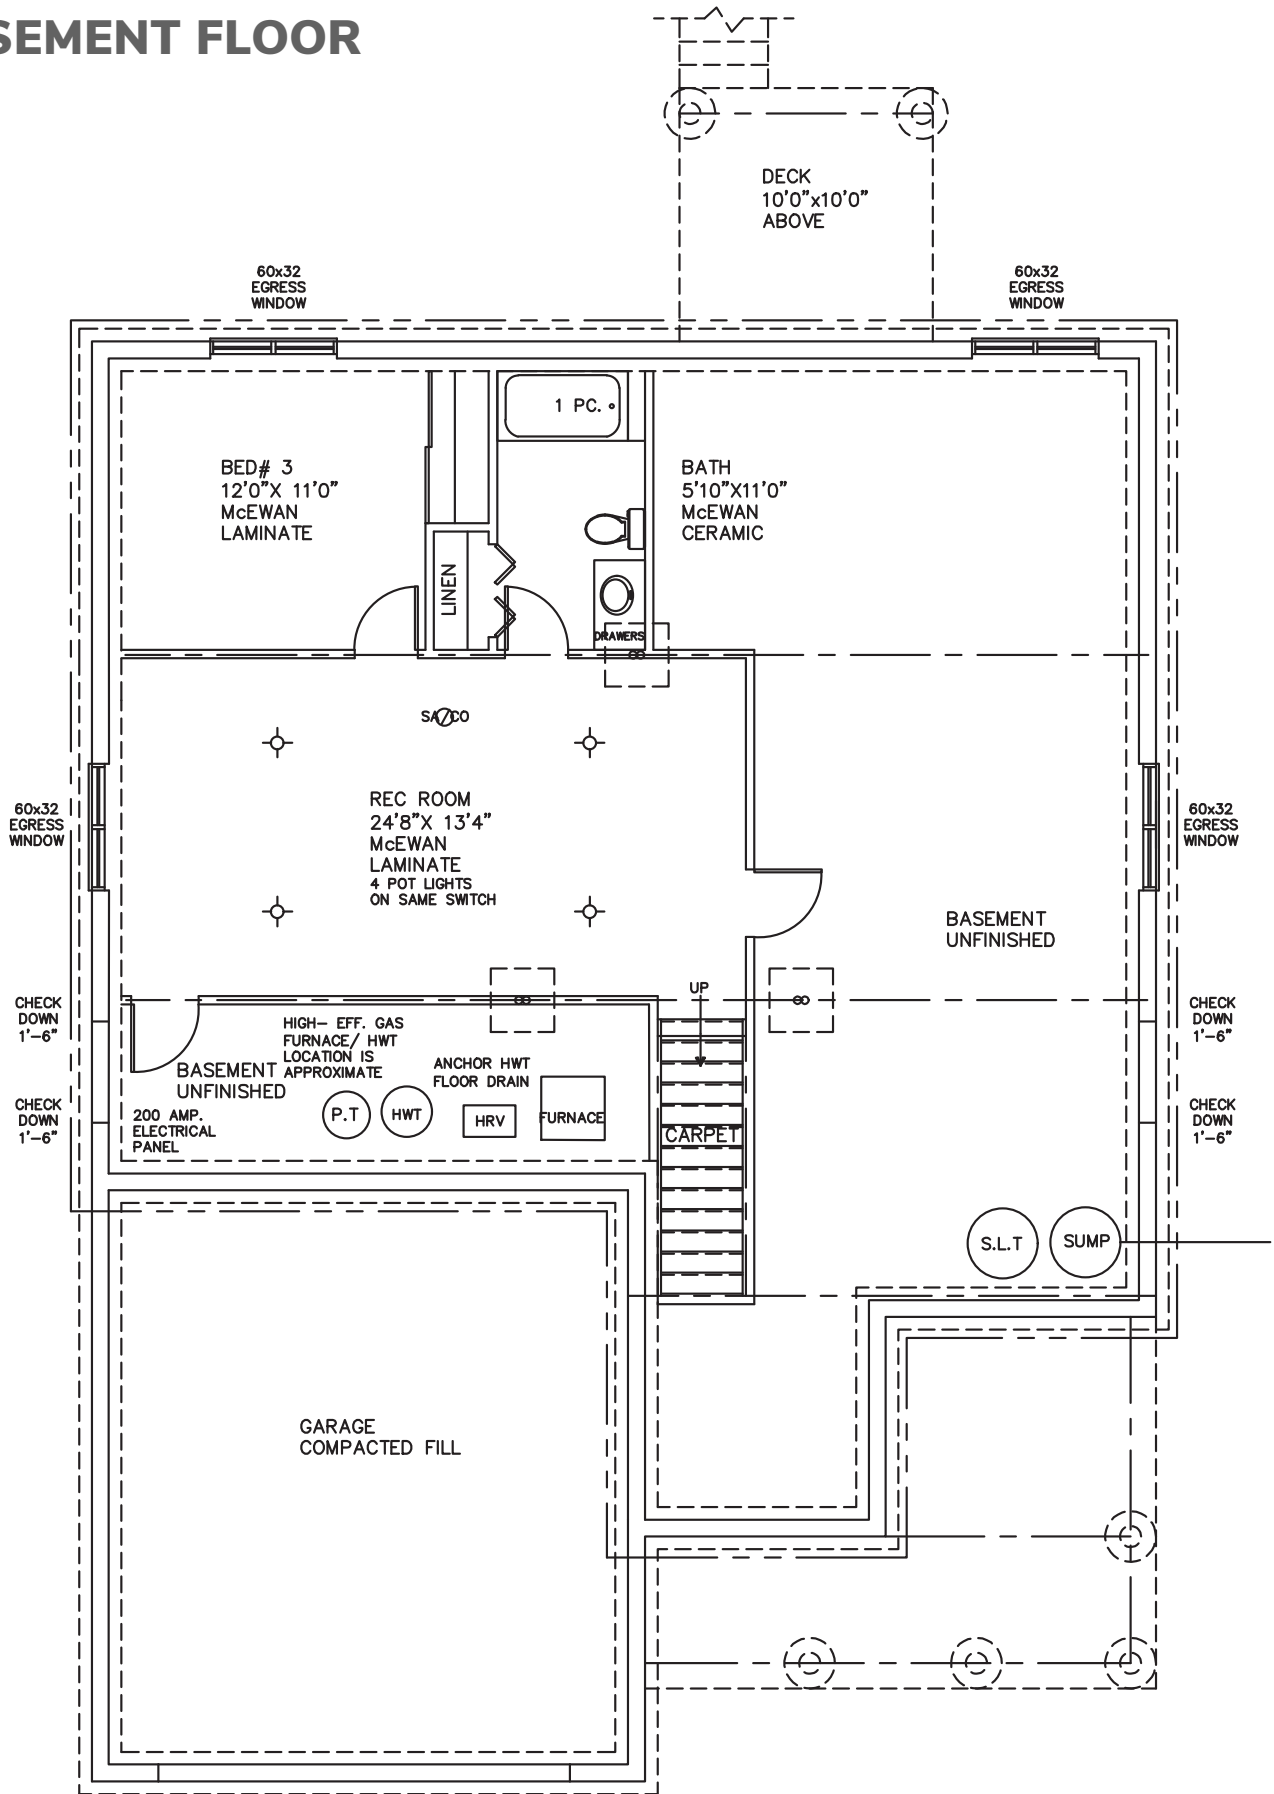 SEMENT FLOOR
DECK
10'0"x10'0"
ABOVE
60x32
EGRESS
WINDOW
60x32
EGRESS
WINDOW
1 PC.
BED# 3
12'0"X 11'0"
McEWAN
LAMINATE
BATH
5'10"X11'0"
McEWAN
CERAMIC
LINEN
DRAWERS
SA/CO
REC ROOM
24'8"X 13'4"
McEWAN
LAMINATE
4 POT LIGHTS
ON SAME SWITCH
60x32
EGRESS
WINDOW
60x32
EGRESS
WINDOW
BASEMENT
UNFINISHED
UP
CHECK
DOWN
1'-6"
CHECK
DOWN
1'-6"
HIGH- EFF. GAS
FURNACE/ HWT
LOCATION IS
APPROXIMATE
BASEMENT
UNFINISHED
ANCHOR HWT
FLOOR DRAIN
200 AMP.
ELECTRICAL
PANEL
P.T
HWT
HRV
FURNACE
CARPET
CHECK
DOWN
1'-6"
CHECK
DOWN
1'-6"
S.L.T
SUMP
GARAGE
COMPACTED FILL